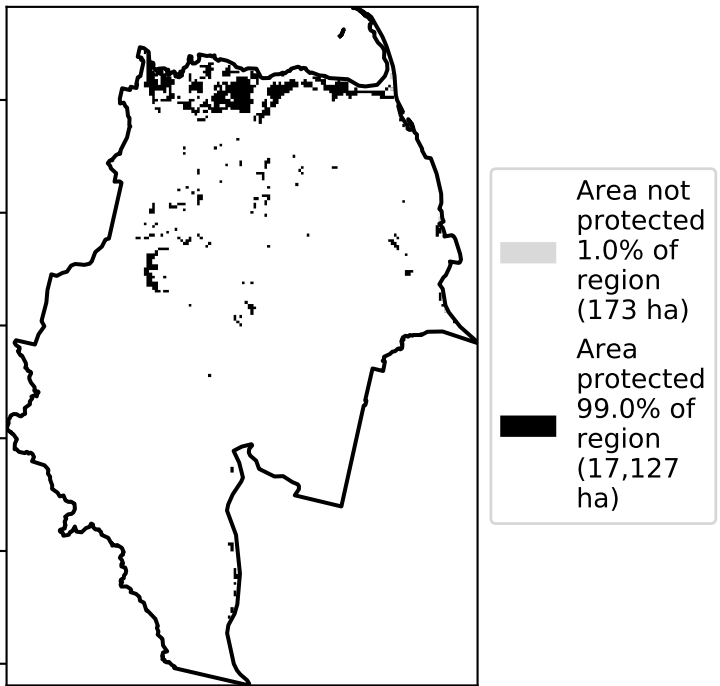 Area not
protected
1.0% of
region
(173 ha)
Area
protected
99.0% of
region
(17,127
ha)